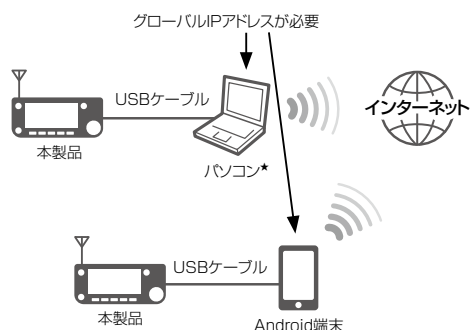 グローバルIPアドレスが必要
USBケーブル
インターネット
本製品
パソコン★
USBケーブル
本製品
Android端末